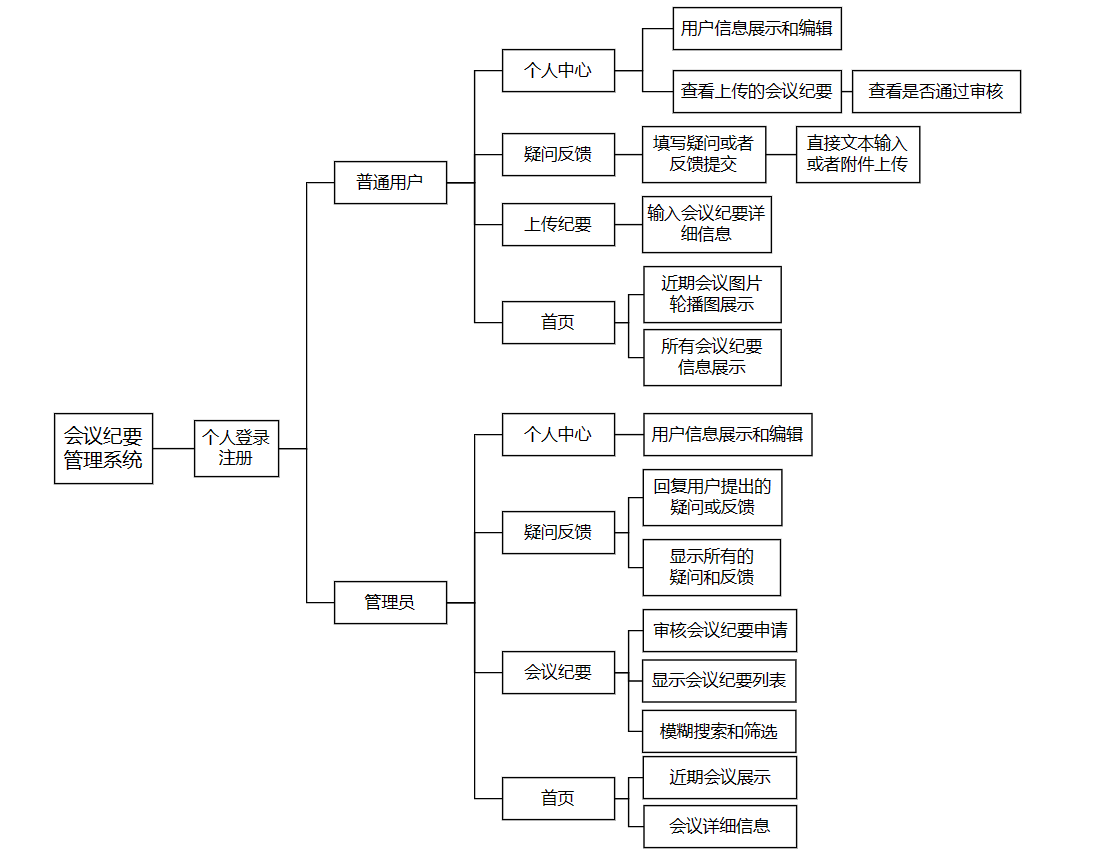 会议纪要
管理系统
个人登录
注册
普通用户
个人中心
用户信息展示和编辑
查看上传的会议纪要
查看是否通过审核
疑问反馈
填写疑问或者
反馈提交
直接文本输入
或者附件上传
上传纪要
输入会议纪要详
细信息
首页
近期会议图片
轮播图展示
所有会议纪要
信息展示
管理员
个人中心
用户信息展示和编辑
疑问反馈
回复用户提出的
疑问或反馈
显示所有的
疑问和反馈
会议纪要
审核会议纪要申请
显示会议纪要列表
模糊搜索和筛选
首页
近期会议展示
会议详细信息